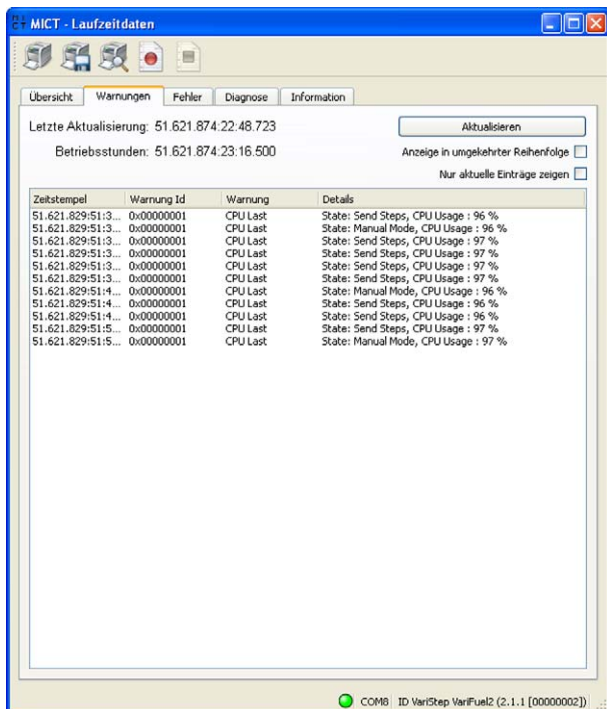 MICT - Laufzeitdaten
Übersicht Warnungen Fehler Diagnose Information
Letzte Aktualisierung: 51.621.874:22:48.723 Aktualisieren
Betriebsstunden: 51.621.874:23:16.500 Anzeige in umgekehrter Reihenfolge
Nur aktuelle Einträge zeigen
Zeitstempel Warnung Id Warnung Details
51.621.829:51:3... 0x00000001 CPU Last State: Send Steps, CPU Usage : 96 %
51.621.829:51:3... 0x00000001 CPU Last State: Manual Mode, CPU Usage : 96 %
51.621.829:51:3... 0x00000001 CPU Last State: Send Steps, CPU Usage : 97 %
51.621.829:51:3... 0x00000001 CPU Last State: Send Steps, CPU Usage : 97 %
51.621.829:51:3... 0x00000001 CPU Last State: Send Steps, CPU Usage : 97 %
51.621.829:51:3... 0x00000001 CPU Last State: Send Steps, CPU Usage : 97 %
51.621.829:51:4... 0x00000001 CPU Last State: Manual Mode, CPU Usage : 96 %
51.621.829:51:4... 0x00000001 CPU Last State: Send Steps, CPU Usage : 96 %
51.621.829:51:4... 0x00000001 CPU Last State: Send Steps, CPU Usage : 96 %
51.621.829:51:5... 0x00000001 CPU Last State: Send Steps, CPU Usage : 97 %
51.621.829:51:5... 0x00000001 CPU Last State: Manual Mode, CPU Usage : 97 %
COM8 ID VariStep VariFuel2 (2.1.1 [00000002])